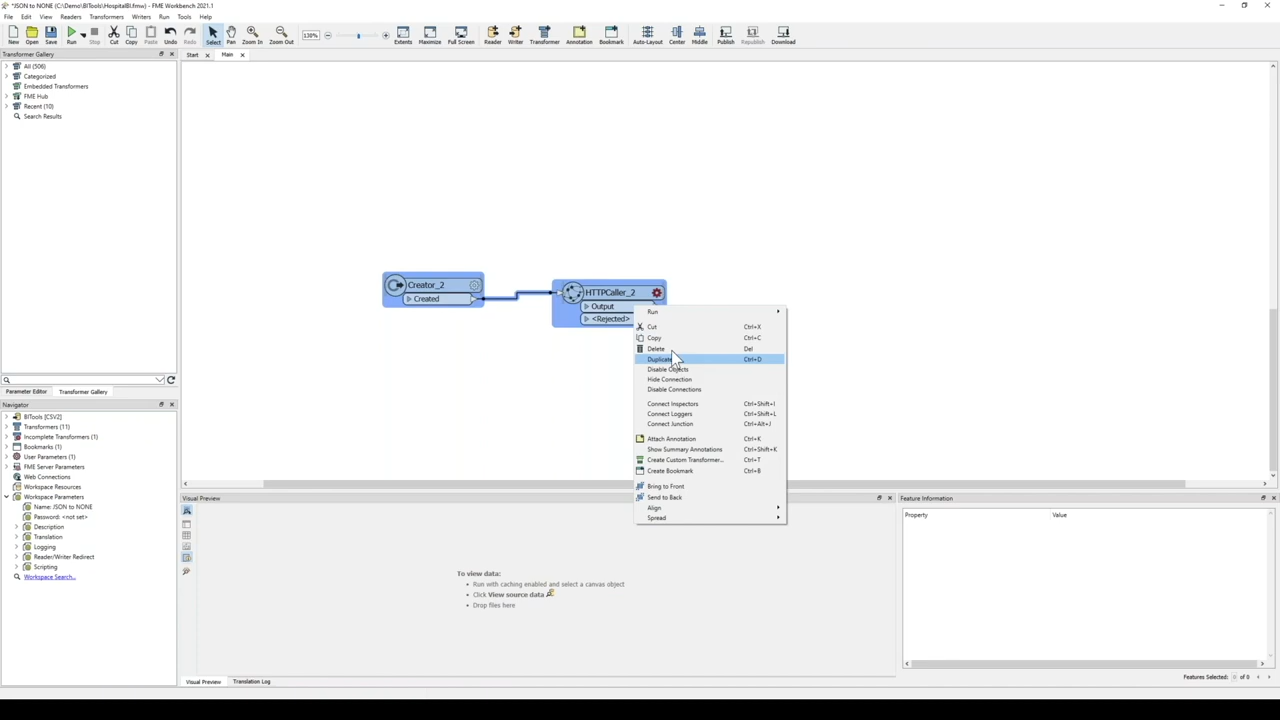 *JSON to NONE (C:\Demo\BITools\HospitalBI.fmw) - FME Workbench 2021.1
File Edit View Readers Transformers Writers Run Tools Help
New Open Save Run Stop Cut Copy Paste Undo Redo Select Pan Zoom In Zoom Out 130% Extents Maximize Full Screen Reader Writer Transformer Annotation Bookmark Auto-Layout Center Middle Publish Republish Download
Transformer Gallery
Start Main
All (506)
Categorized
Embedded Transformers
FME Hub
Recent (10)
Search Results
Creator_2
Created
HTTPCaller_2
Output
<Rejected>
Run
Cut Ctrl+X
Copy Ctrl+C
Delete Del
Duplicate Ctrl+D
Disable Objects
Hide Connection
Disable Connections
Connect Inspectors Ctrl+Shift+I
Connect Loggers Ctrl+Shift+L
Connect Junction Ctrl+Alt+J
Attach Annotation Ctrl+K
Show Summary Annotations Ctrl+Shift+K
Create Custom Transformer... Ctrl+T
Create Bookmark Ctrl+B
Bring to Front
Send to Back
Align
Spread
Parameter Editor Transformer Gallery
Navigator
BITools [CSV2]
Transformers (11)
Incomplete Transformers (1)
Bookmarks (1)
User Parameters (1)
FME Server Parameters
Web Connections
Workspace Resources
Workspace Parameters
Name: JSON to NONE
Password: <not set>
Description
Translation
Logging
Reader/Writer Redirect
Scripting
Workspace Search...
Visual Preview
To view data:
• Run with caching enabled and select a canvas object
• Click View source data
• Drop files here
Visual Preview Translation Log
Feature Information
Property Value
Features Selected: 0 of 0